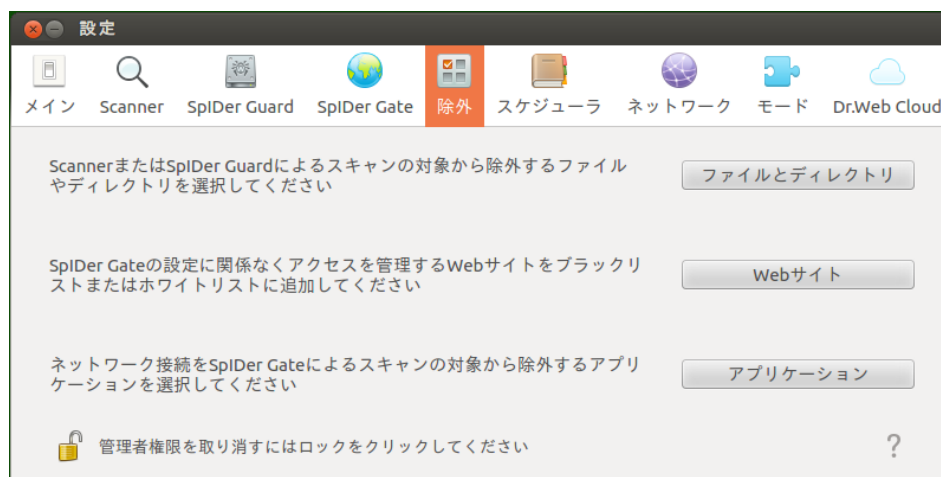 設定
メイン Scanner SpIDer Guard SpIDer Gate 除外 スケジューラ ネットワーク モード Dr.Web Cloud
ScannerまたはSpIDer Guardによるスキャンの対象から除外するファイル
やディレクトリを選択してください
ファイルとディレクトリ
SpIDer Gateの設定に関係なくアクセスを管理するWebサイトをブラックリ
ストまたはホワイトリストに追加してください
Webサイト
ネットワーク接続をSpIDer Gateによるスキャンの対象から除外するアプリ
ケーションを選択してください
アプリケーション
管理者権限を取り消すにはロックをクリックしてください
?